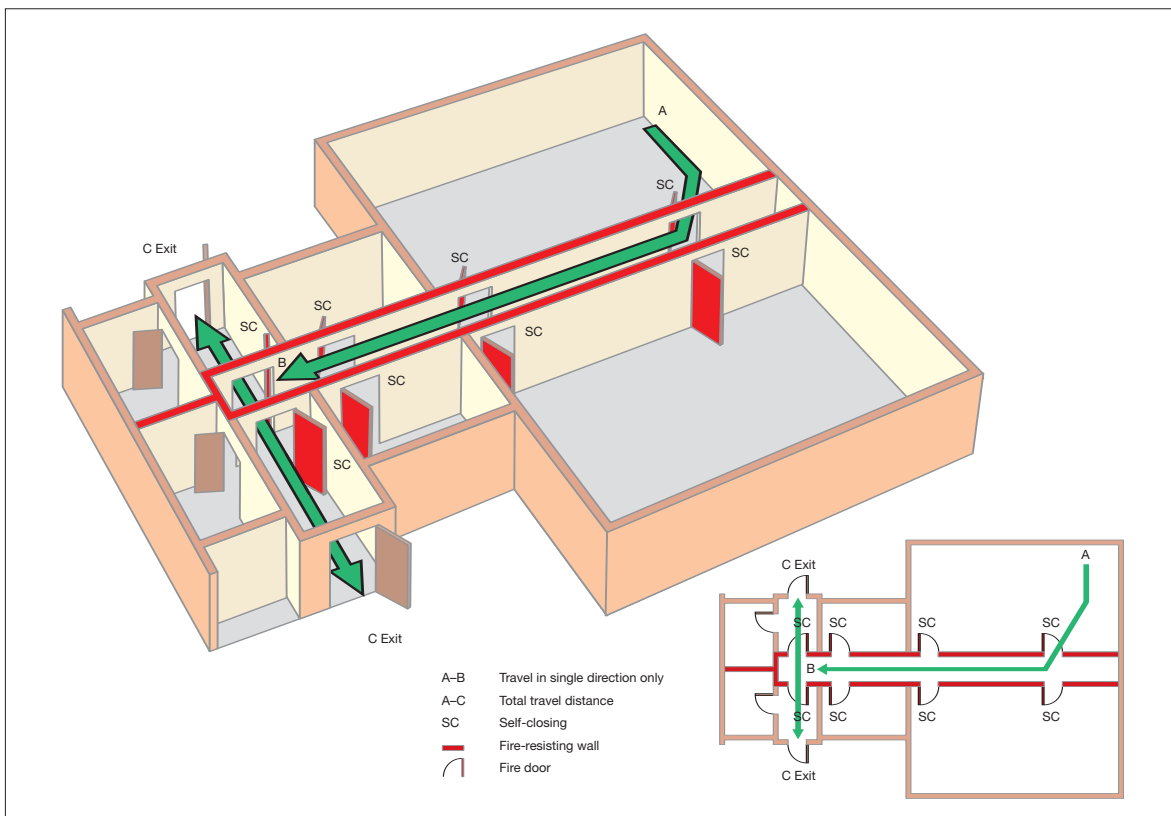 A
SC
C Exit
SC
SC
SC
SC
B
SC
SC
SC
C Exit
A–B Travel in single direction only
A–C Total travel distance
SC Self-closing
Fire-resisting wall
Fire door
A
C Exit
SC SC SC SC
B
SC SC SC SC
C Exit